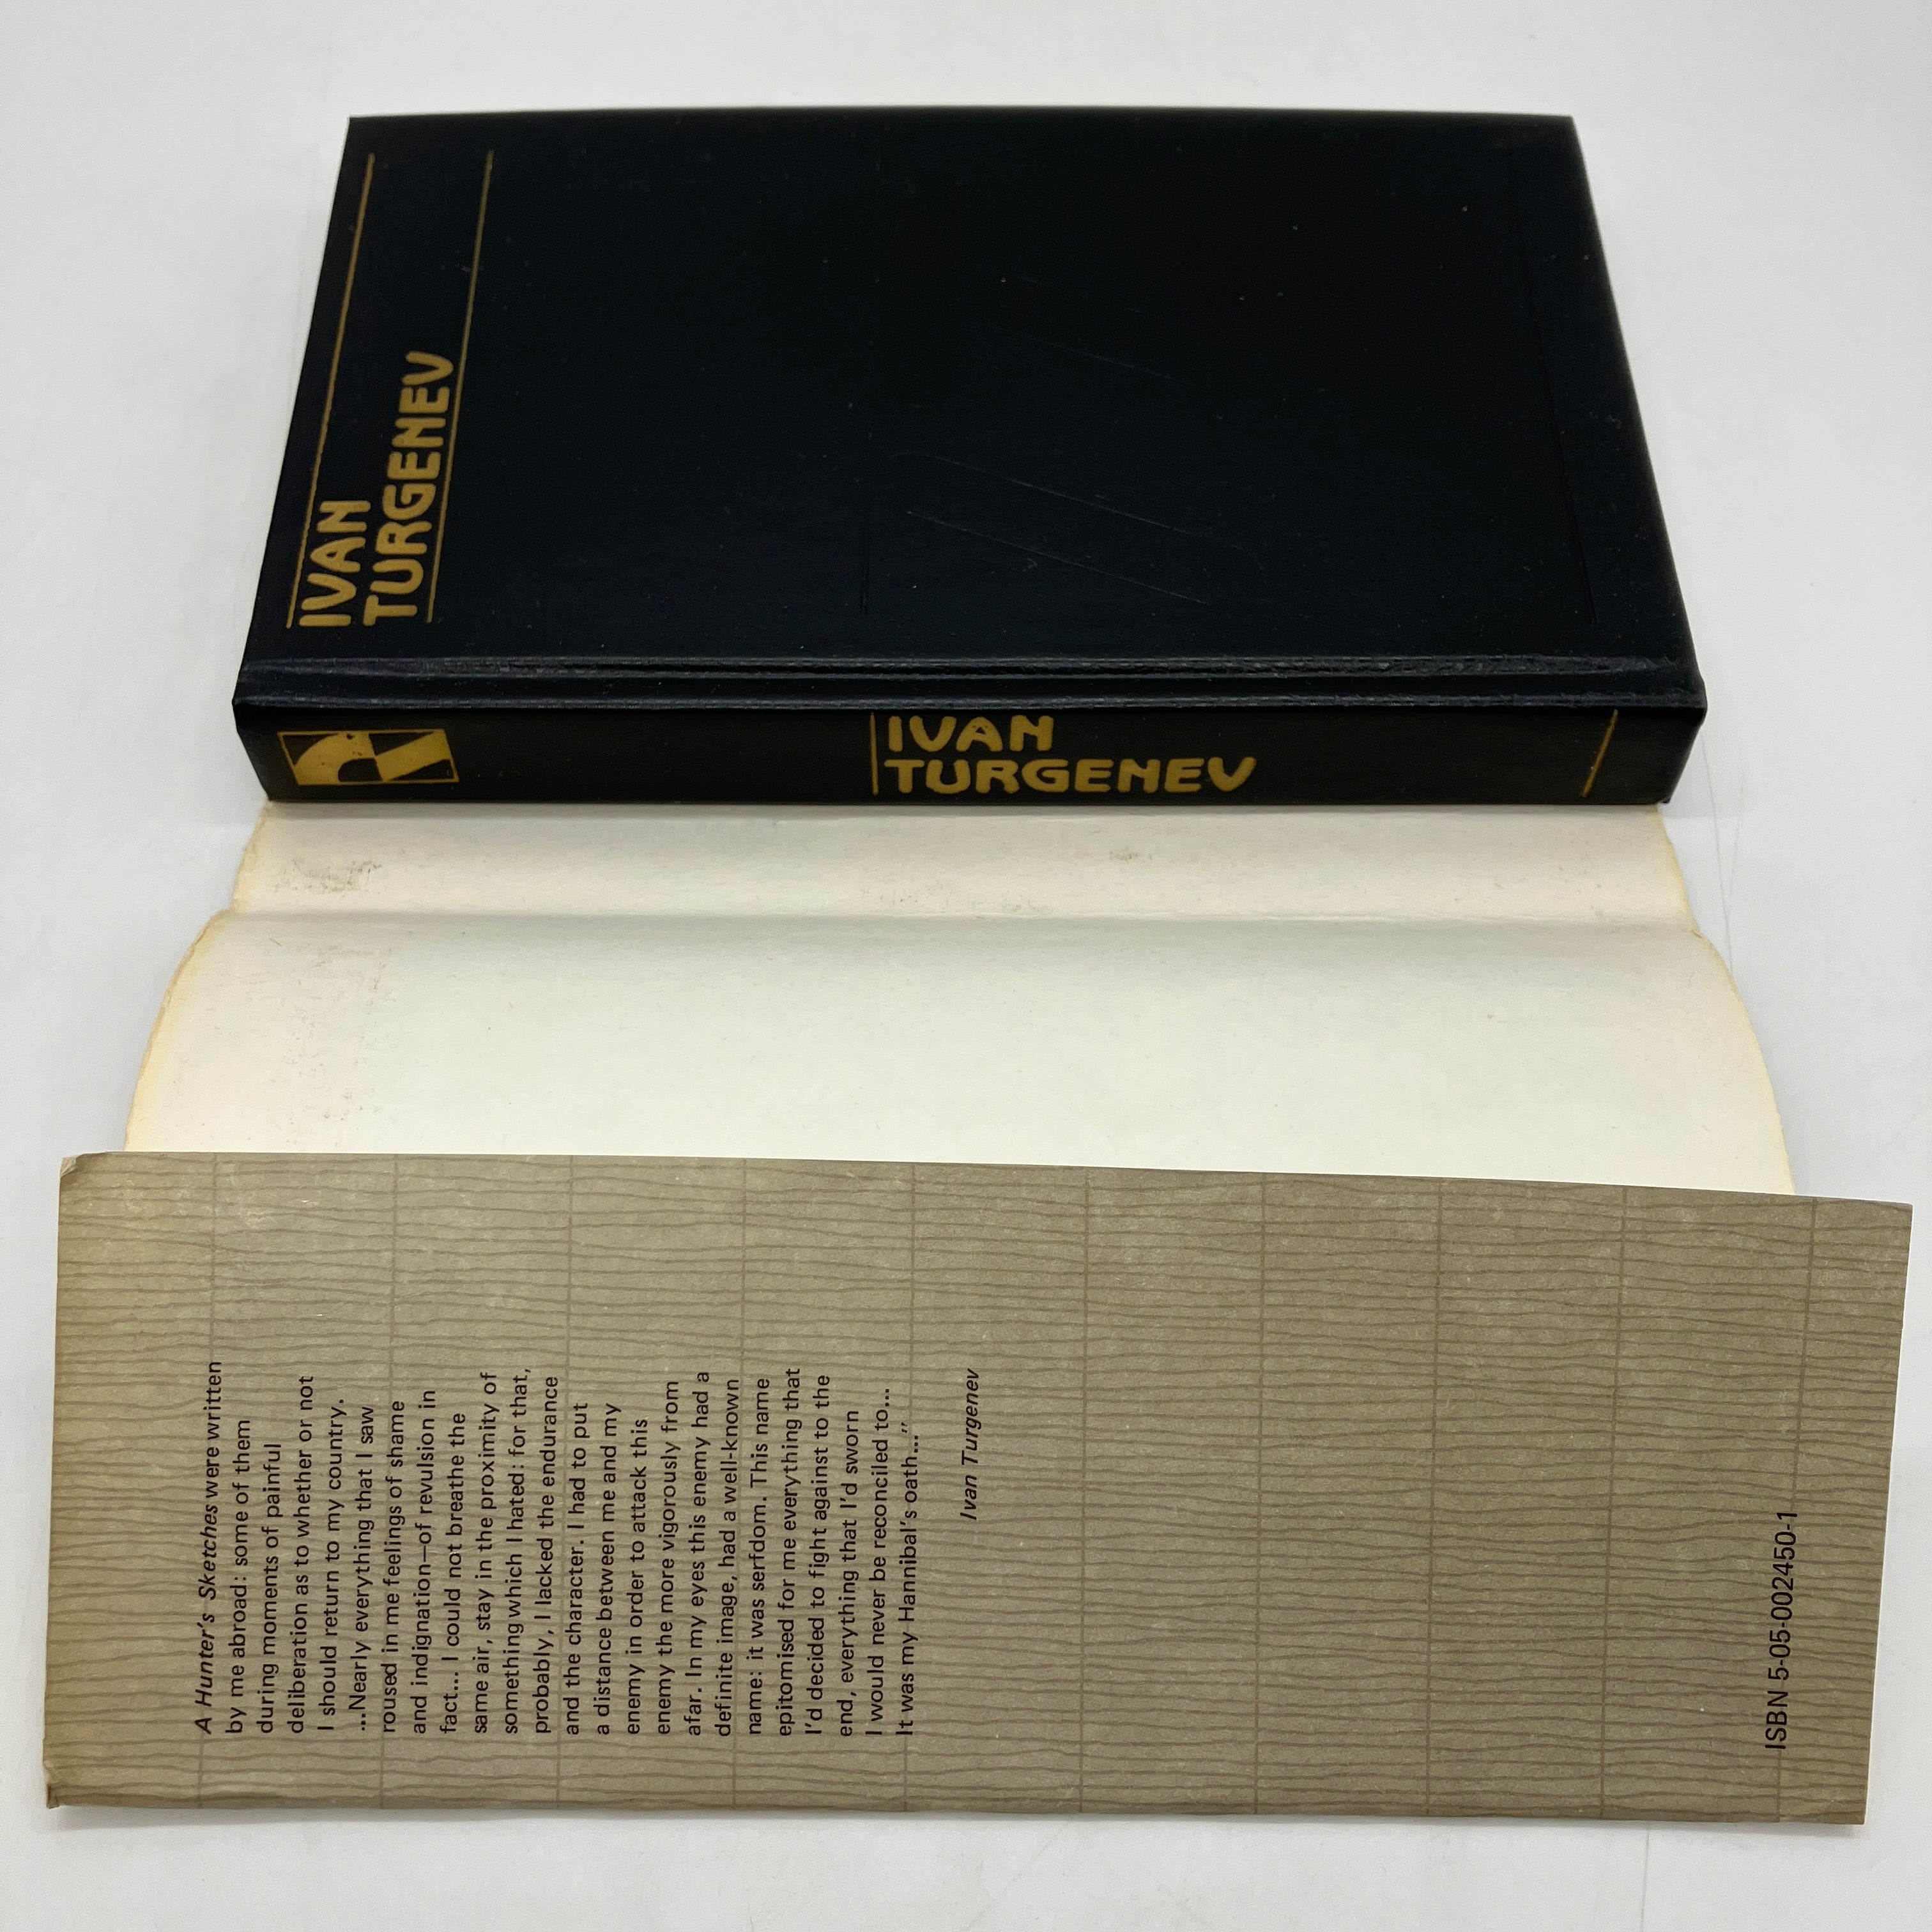 IVAN
TURGENEV
IVAN
TURGENEV
A Hunter's Sketches were written
by me abroad: some of them
during moments of painful
deliberation as to whether or not
I should return to my country.
...Nearly everything that I saw
roused in me feelings of shame
and indignation—of revulsion in
fact... I could not breathe the
same air, stay in the proximity of
something which I hated: for that,
probably, I lacked the endurance
and the character. I had to put
a distance between me and my
enemy in order to attack this
enemy the more vigorously from
afar. In my eyes this enemy had a
definite image, had a well-known
name: it was serfdom. This name
epitomised for me everything that
I'd decided to fight against to the
end, everything that I'd sworn
I would never be reconciled to...
It was my Hannibal's oath..."
Ivan Turgenev
ISBN 5-05-002450-1